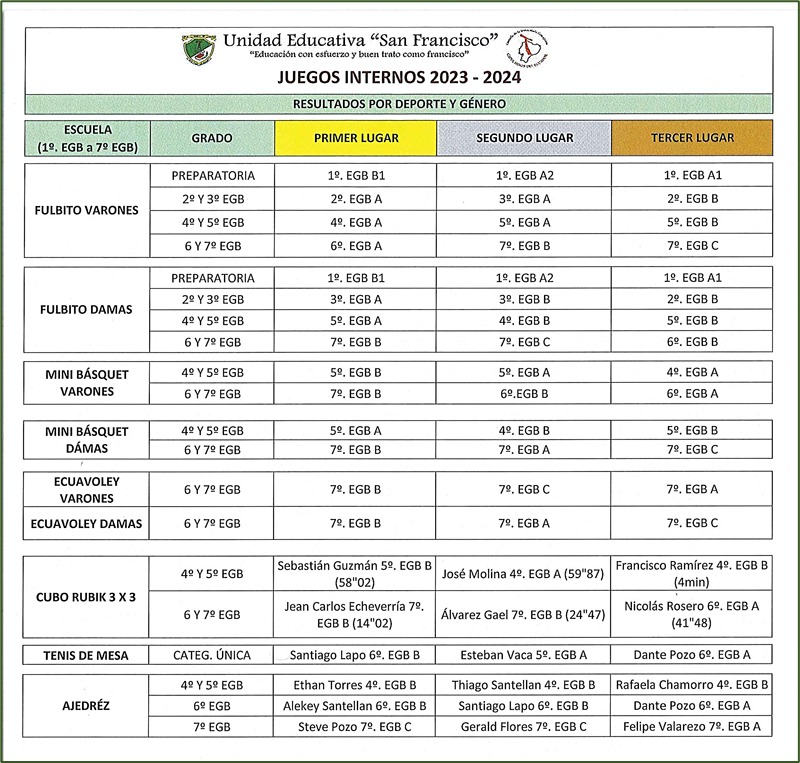 Unidad Educativa “San Francisco”
“Educación con esfuerzo y buen trato como francisco”
JUEGOS INTERNOS 2023 - 2024
RESULTADOS POR DEPORTE Y GÉNERO
ESCUELA (1º. EGB a 7º EGB) GRADO PRIMER LUGAR SEGUNDO LUGAR TERCER LUGAR
FULBITO VARONES
PREPARATORIA 1º. EGB B1 1º. EGB A2 1º. EGB A1
2º Y 3º EGB 2º. EGB A 3º. EGB A 2º. EGB B
4º Y 5º EGB 4º. EGB A 5º. EGB A 5º. EGB B
6 Y 7º EGB 6º. EGB A 7º. EGB B 7º. EGB C
FULBITO DAMAS
PREPARATORIA 1º. EGB B1 1º. EGB A2 1º. EGB A1
2º Y 3º EGB 3º. EGB A 3º. EGB B 2º. EGB B
4º Y 5º EGB 5º. EGB A 4º. EGB B 5º. EGB B
6 Y 7º EGB 7º. EGB B 7º. EGB C 6º. EGB B
MINI BÁSQUET
VARONES
4º Y 5º EGB 5º. EGB B 5º. EGB A 4º. EGB A
6 Y 7º EGB 7º. EGB B 6º.EGB B 6º. EGB A
MINI BÁSQUET
DÁMAS
4º Y 5º EGB 5º. EGB A 4º. EGB B 5º. EGB B
6 Y 7º EGB 7º. EGB B 7º. EGB A 7º. EGB C
ECUAVOLEY
VARONES
6 Y 7º EGB 7º. EGB B 7º. EGB C 7º. EGB A
ECUAVOLEY DAMAS 6 Y 7º EGB 7º. EGB B 7º. EGB A 7º. EGB C
CUBO RUBIK 3 X 3
4º Y 5º EGB
Sebastián Guzmán 5º. EGB B
(58"02)
José Molina 4º. EGB A (59"87)
Francisco Ramírez 4º. EGB B
(4min)
6 Y 7º EGB
Jean Carlos Echeverría 7º.
EGB B (14"02)
Álvarez Gael 7º. EGB B (24"47)
Nicolás Rosero 6º. EGB A
(41"48)
TENIS DE MESA CATEG. ÚNICA Santiago Lapo 6º. EGB B Esteban Vaca 5º. EGB A Dante Pozo 6º. EGB A
AJEDRÉZ
4º Y 5º EGB Ethan Torres 4º. EGB B Thiago Santellan 4º. EGB B Rafaela Chamorro 4º. EGB B
6º EGB Alekey Santellan 6º. EGB B Santiago Lapo 6º. EGB B Dante Pozo 6º. EGB A
7º EGB Steve Pozo 7º. EGB C Gerald Flores 7º. EGB C Felipe Valarezo 7º. EGB A